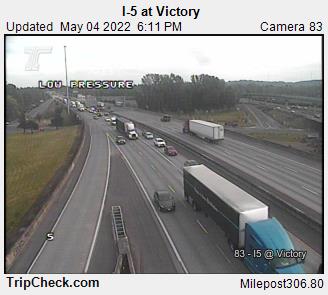 I-5 at Victory
Updated May 04 2022 6:11 PM Camera 83
T
LOW PRESSURE
S
83 - I5 @ Victory
TripCheck.com Milepost306.80